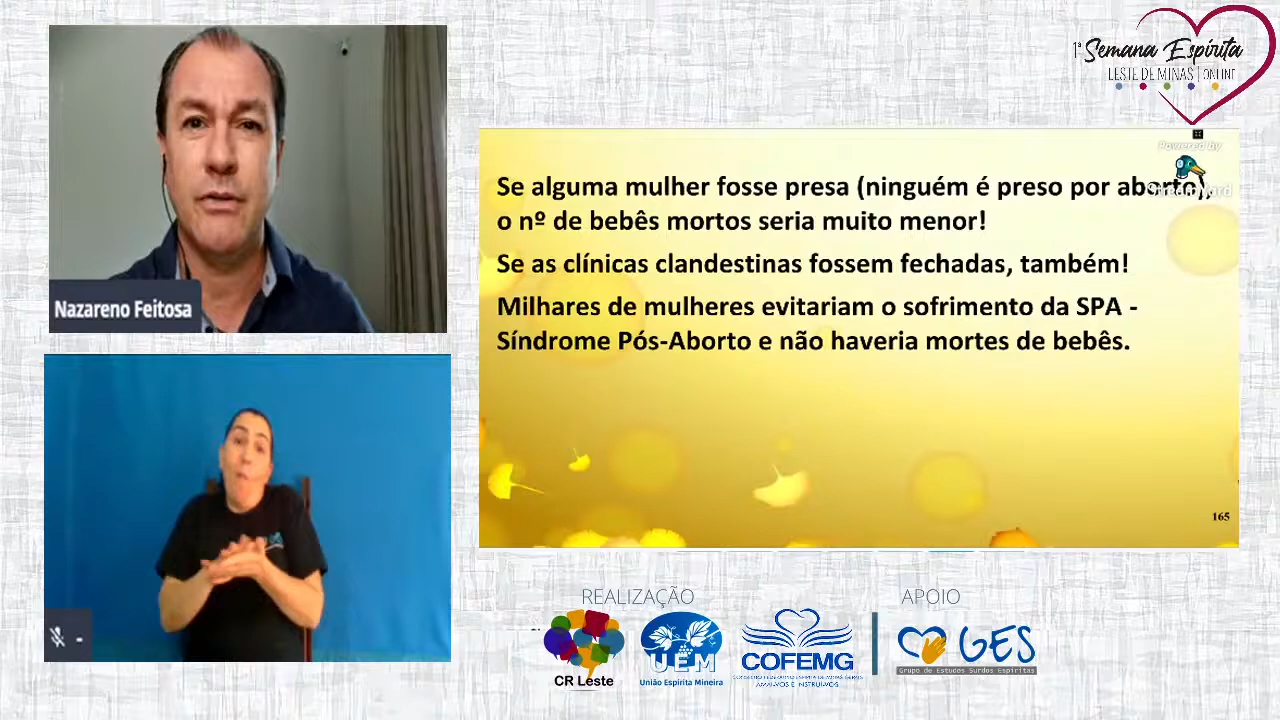 1ª Semana Espírita
LESTE DE MINAS | ONLINE
Powered by
StreamYard
Se alguma mulher fosse presa (ninguém é preso por aborto),
o nº de bebês mortos seria muito menor!
Se as clínicas clandestinas fossem fechadas, também!
Milhares de mulheres evitariam o sofrimento da SPA -
Síndrome Pós-Aborto e não haveria mortes de bebês.
165
Nazareno Feitosa
REALIZAÇÃO
APOIO
CR Leste
UEM
União Espírita Mineira
COFEMG
GES
Grupo de Estudos Surdos Espíritas